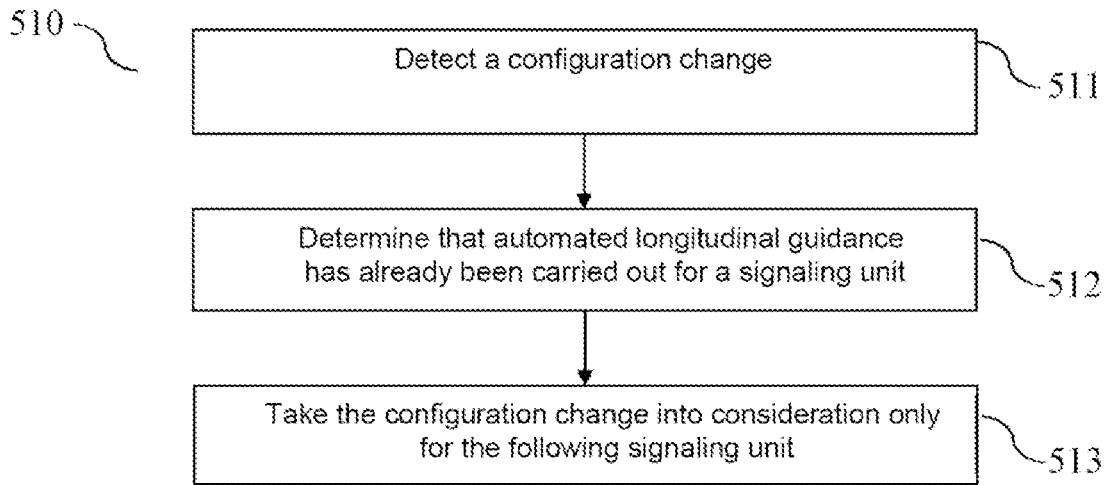 510
Detect a configuration change
511
Determine that automated longitudinal guidance
has already been carried out for a signaling unit
512
Take the configuration change into consideration only
for the following signaling unit
513